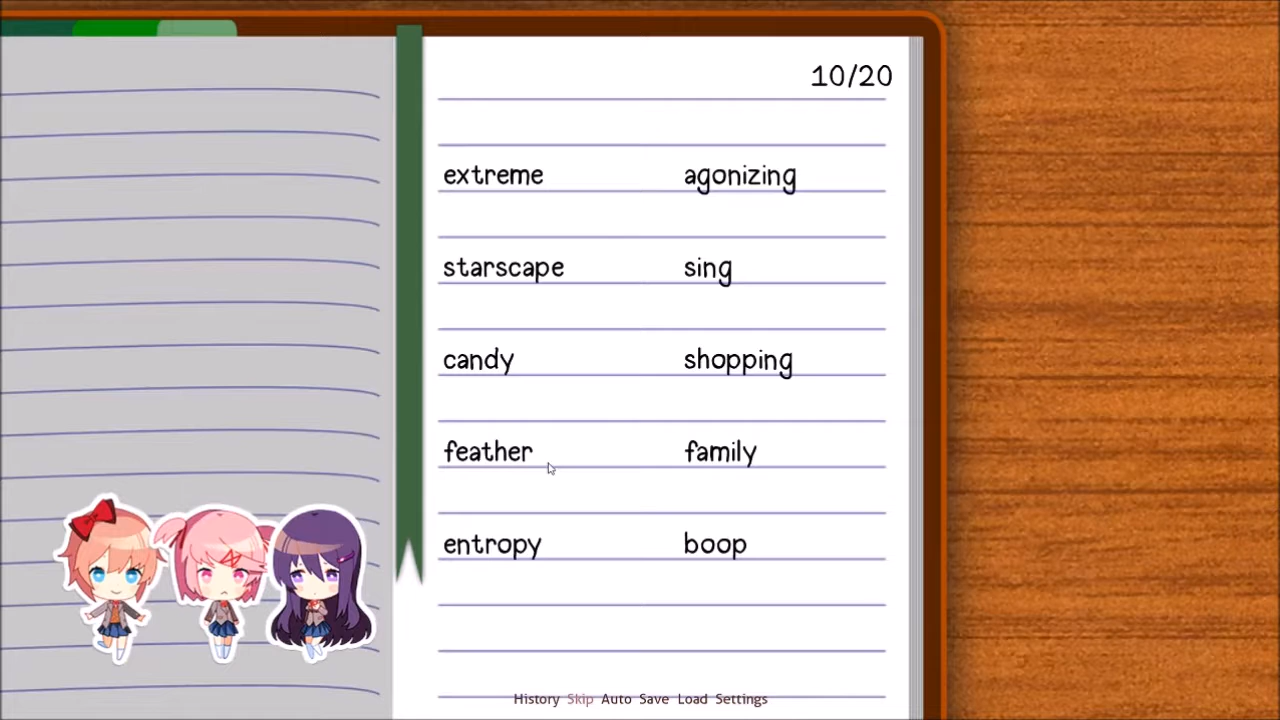 10/20
extreme agonizing
starscape sing
candy shopping
feather family
entropy boop
History Skip Auto Save Load Settings